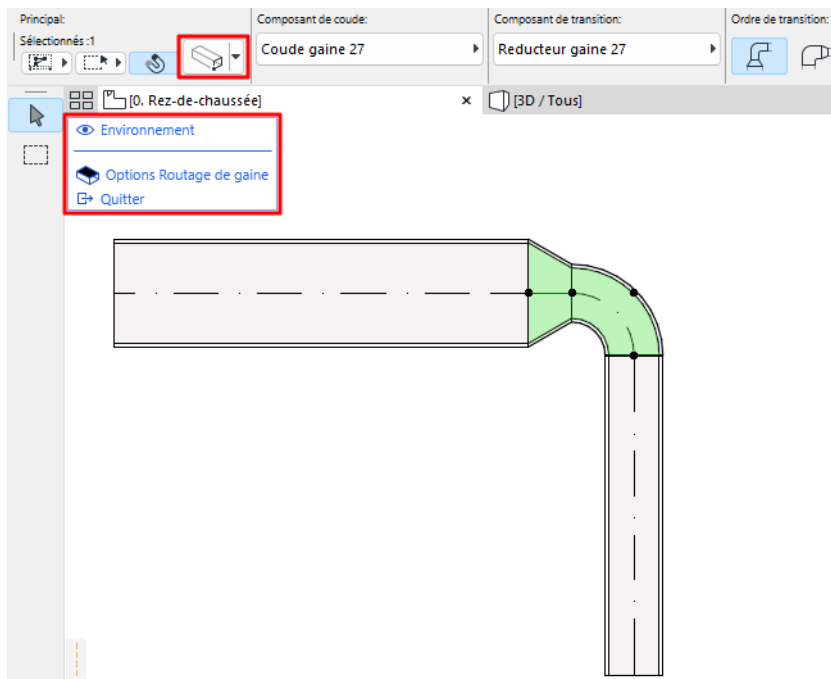 Principal:
Sélectionnés :1
Composant de coude:
Coude gaine 27
Composant de transition:
Reducteur gaine 27
Ordre de transition:
[0. Rez-de-chaussée]
[3D / Tous]
Environnement
Options Routage de gaine
Quitter